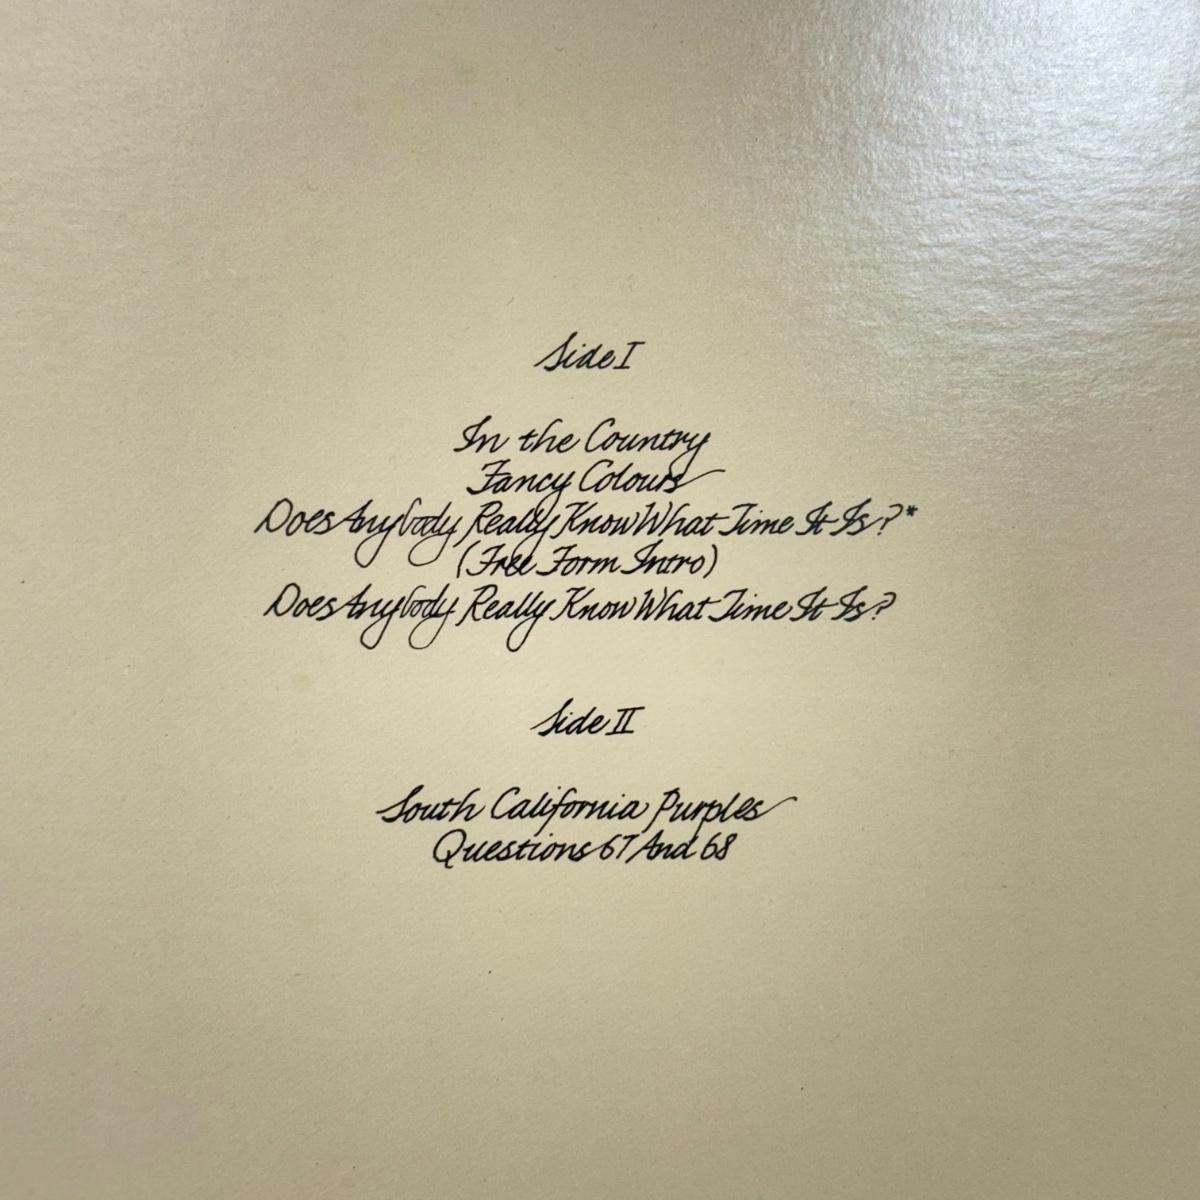 Side I
In the Country
Fancy Colours
Does Anybody Really Know What Time It Is?*
(Free Form Intro)
Does Anybody Really Know What Time It Is?
Side II
South California Purples
Questions 67 And 68